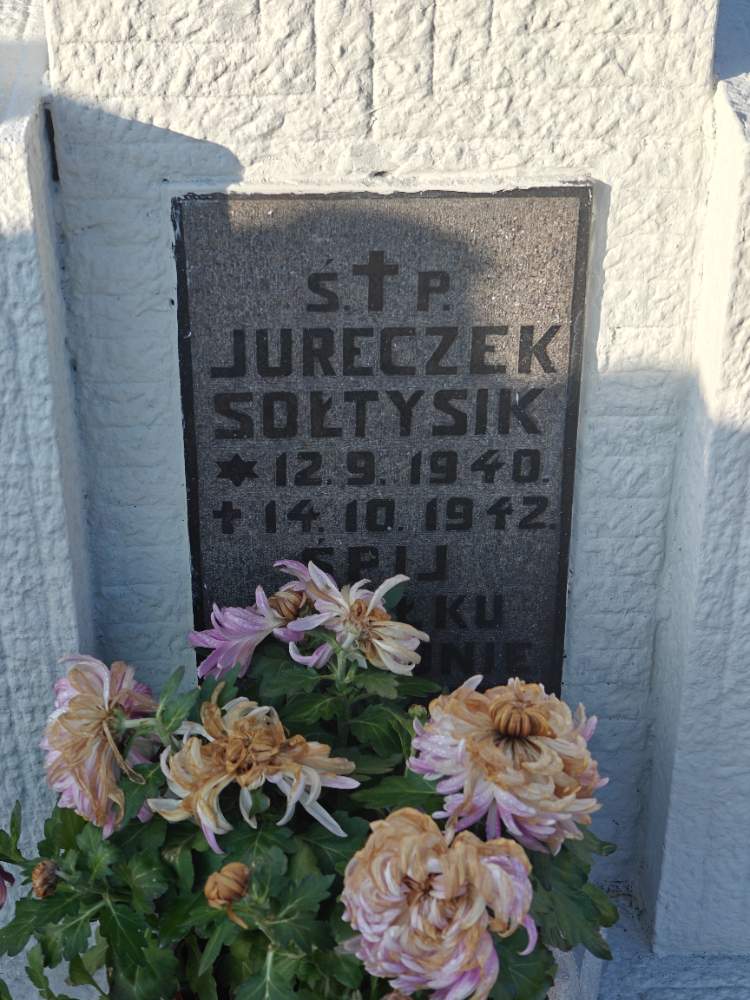 Ś. ✝ P.
JURECZEK
SOŁTYSIK
✶ 12. 9. 1940.
✝ 14. 10. 1942.
ŚPIJ